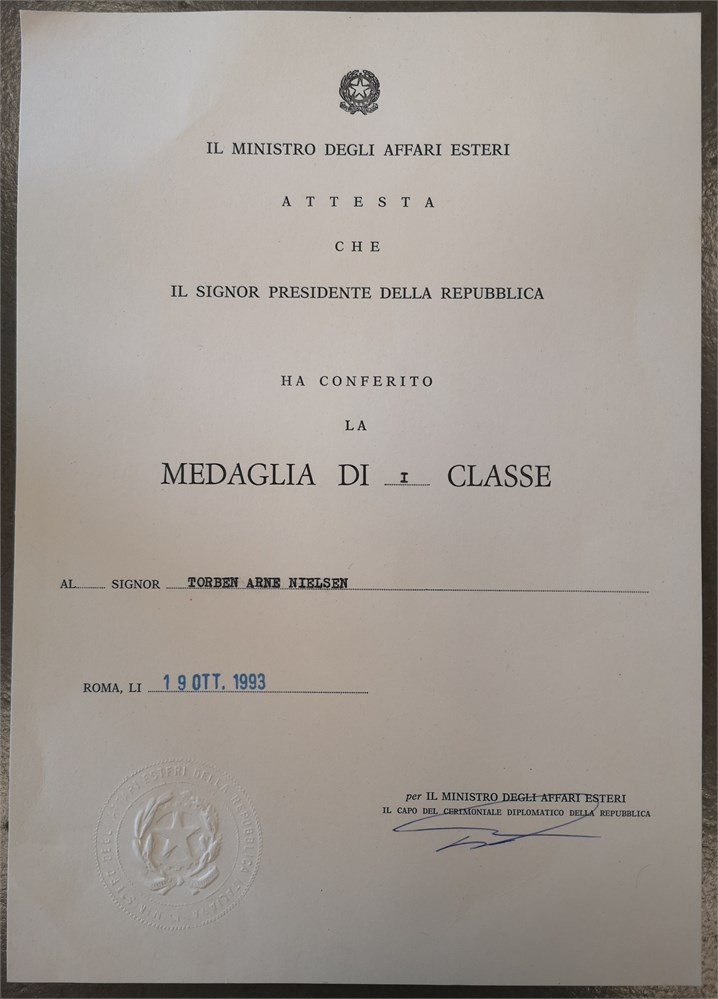 IL MINISTRO DEGLI AFFARI ESTERI
ATTESTA
CHE
IL SIGNOR PRESIDENTE DELLA REPUBBLICA
HA CONFERITO
LA
MEDAGLIA DI I CLASSE
AL SIGNOR TORBEN ARNE NIELSEN
ROMA, LI 19 OTT. 1993
per IL MINISTRO DEGLI AFFARI ESTERI
IL CAPO DEL CERIMONIALE DIPLOMATICO DELLA REPUBBLICA